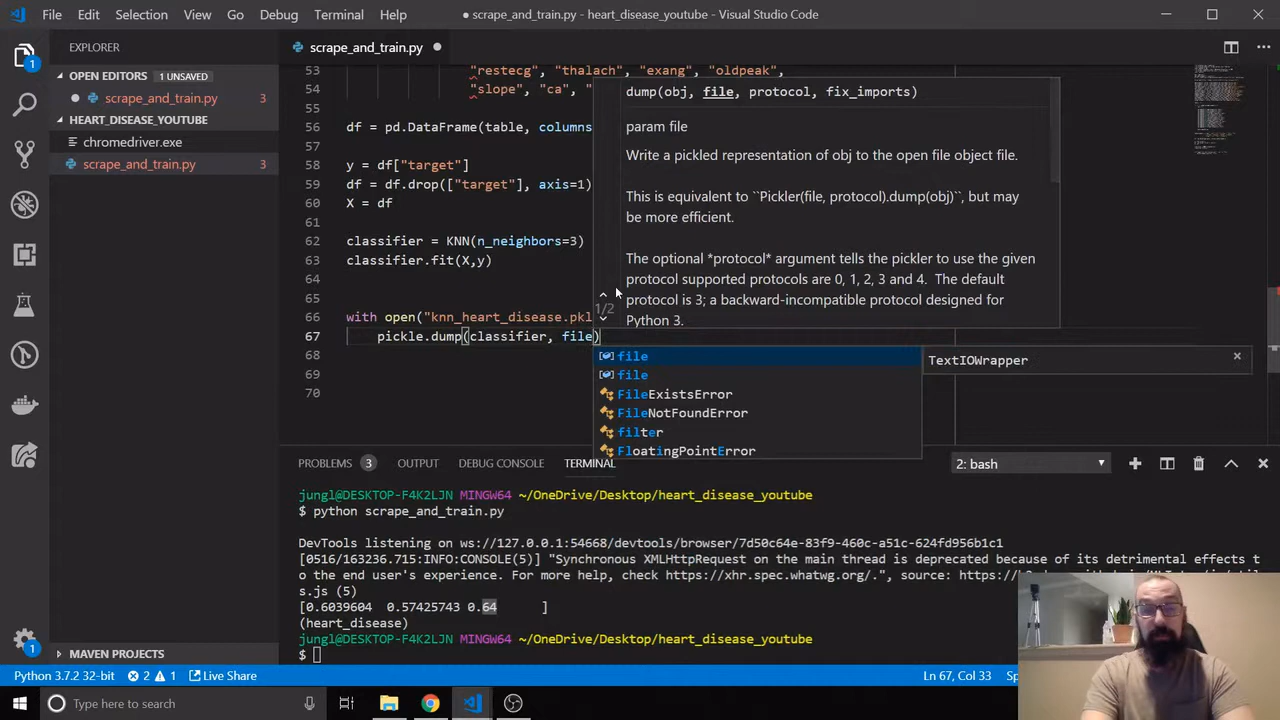 File Edit Selection View Go Debug Terminal Help
● scrape_and_train.py - heart_disease_youtube - Visual Studio Code
EXPLORER
scrape_and_train.py
OPEN EDITORS 1 UNSAVED
scrape_and_train.py 3
HEART_DISEASE_YOUTUBE
chromedriver.exe
scrape_and_train.py 3
53 "restecg", "thalach", "exang", "oldpeak",
54 "slope", "ca", "
55
56 df = pd.DataFrame(table, columns
57
58 y = df["target"]
59 df = df.drop(["target"], axis=1)
60 X = df
61
62 classifier = KNN(n_neighbors=3)
63 classifier.fit(X,y)
64
65
66 with open("knn_heart_disease.pkl
67 pickle.dump(classifier, file)
68
69
70
dump(obj, file, protocol, fix_imports)
param file
Write a pickled representation of obj to the open file object file.
This is equivalent to ``Pickler(file, protocol).dump(obj)``, but may
be more efficient.
The optional *protocol* argument tells the pickler to use the given
protocol supported protocols are 0, 1, 2, 3 and 4. The default
protocol is 3; a backward-incompatible protocol designed for
Python 3.
1/2
file
file
FileExistsError
FileNotFoundError
filter
FloatingPointError
TextIOWrapper
PROBLEMS 3 OUTPUT DEBUG CONSOLE TERMINAL
2: bash
jungl@DESKTOP-F4K2LJN MINGW64 ~/OneDrive/Desktop/heart_disease_youtube
$ python scrape_and_train.py
DevTools listening on ws://127.0.0.1:54668/devtools/browser/7d50c64e-83f9-460c-a51c-624fd956b1c1
[0516/163236.715:INFO:CONSOLE(5)] "Synchronous XMLHttpRequest on the main thread is deprecated because of its detrimental effects t
o the end user's experience. For more help, check https://xhr.spec.whatwg.org/.", source: https:/
s.js (5)
[0.6039604 0.57425743 0.64 ]
(heart_disease)
jungl@DESKTOP-F4K2LJN MINGW64 ~/OneDrive/Desktop/heart_disease_youtube
$
MAVEN PROJECTS
Python 3.7.2 32-bit 2 1 Live Share
Ln 67, Col 33
Type here to search